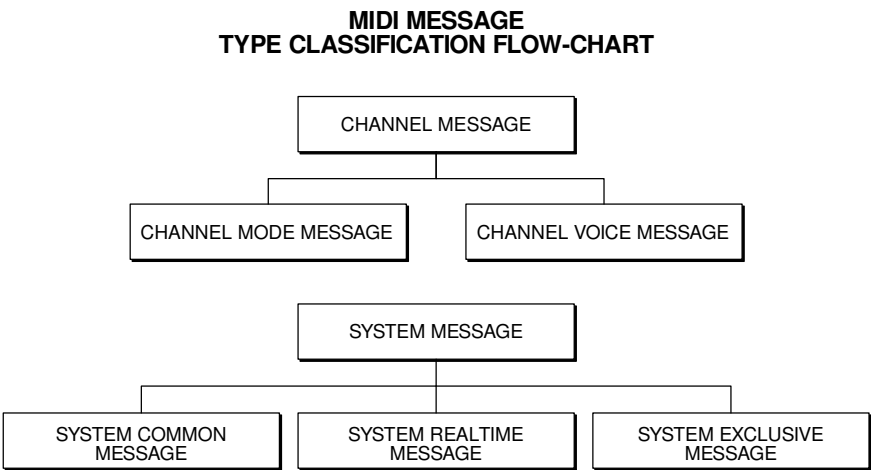 MIDI MESSAGE
TYPE CLASSIFICATION FLOW-CHART
CHANNEL MESSAGE
CHANNEL MODE MESSAGE
CHANNEL VOICE MESSAGE
SYSTEM MESSAGE
SYSTEM COMMON
MESSAGE
SYSTEM REALTIME
MESSAGE
SYSTEM EXCLUSIVE
MESSAGE